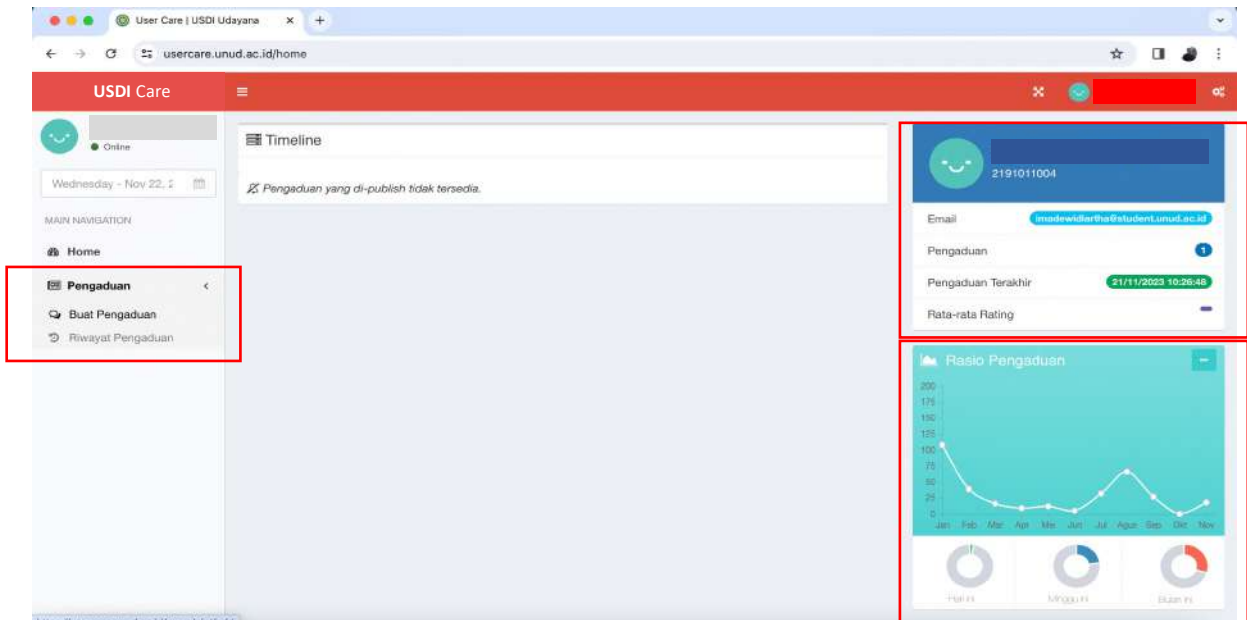 User Care | USDI Udayana
usercare.unud.ac.id/home
USDI Care
Online
Wednesday - Nov 22, 2
MAIN NAVIGATION
Home
Pengaduan
Buat Pengaduan
Riwayat Pengaduan
Timeline
Pengaduan yang di-publish tidak tersedia.
2191011004
Email imadewidiartha@student.unud.ac.id
Pengaduan 1
Pengaduan Terakhir 21/11/2023 10:26:46
Rata-rata Rating
Rasio Pengaduan
200
175
150
125
100
75
50
25
0
Jan Feb Mar Apr Mei Jun Jul Agus Sep Okt Nov
Hari ini Minggu ini Bulan ini